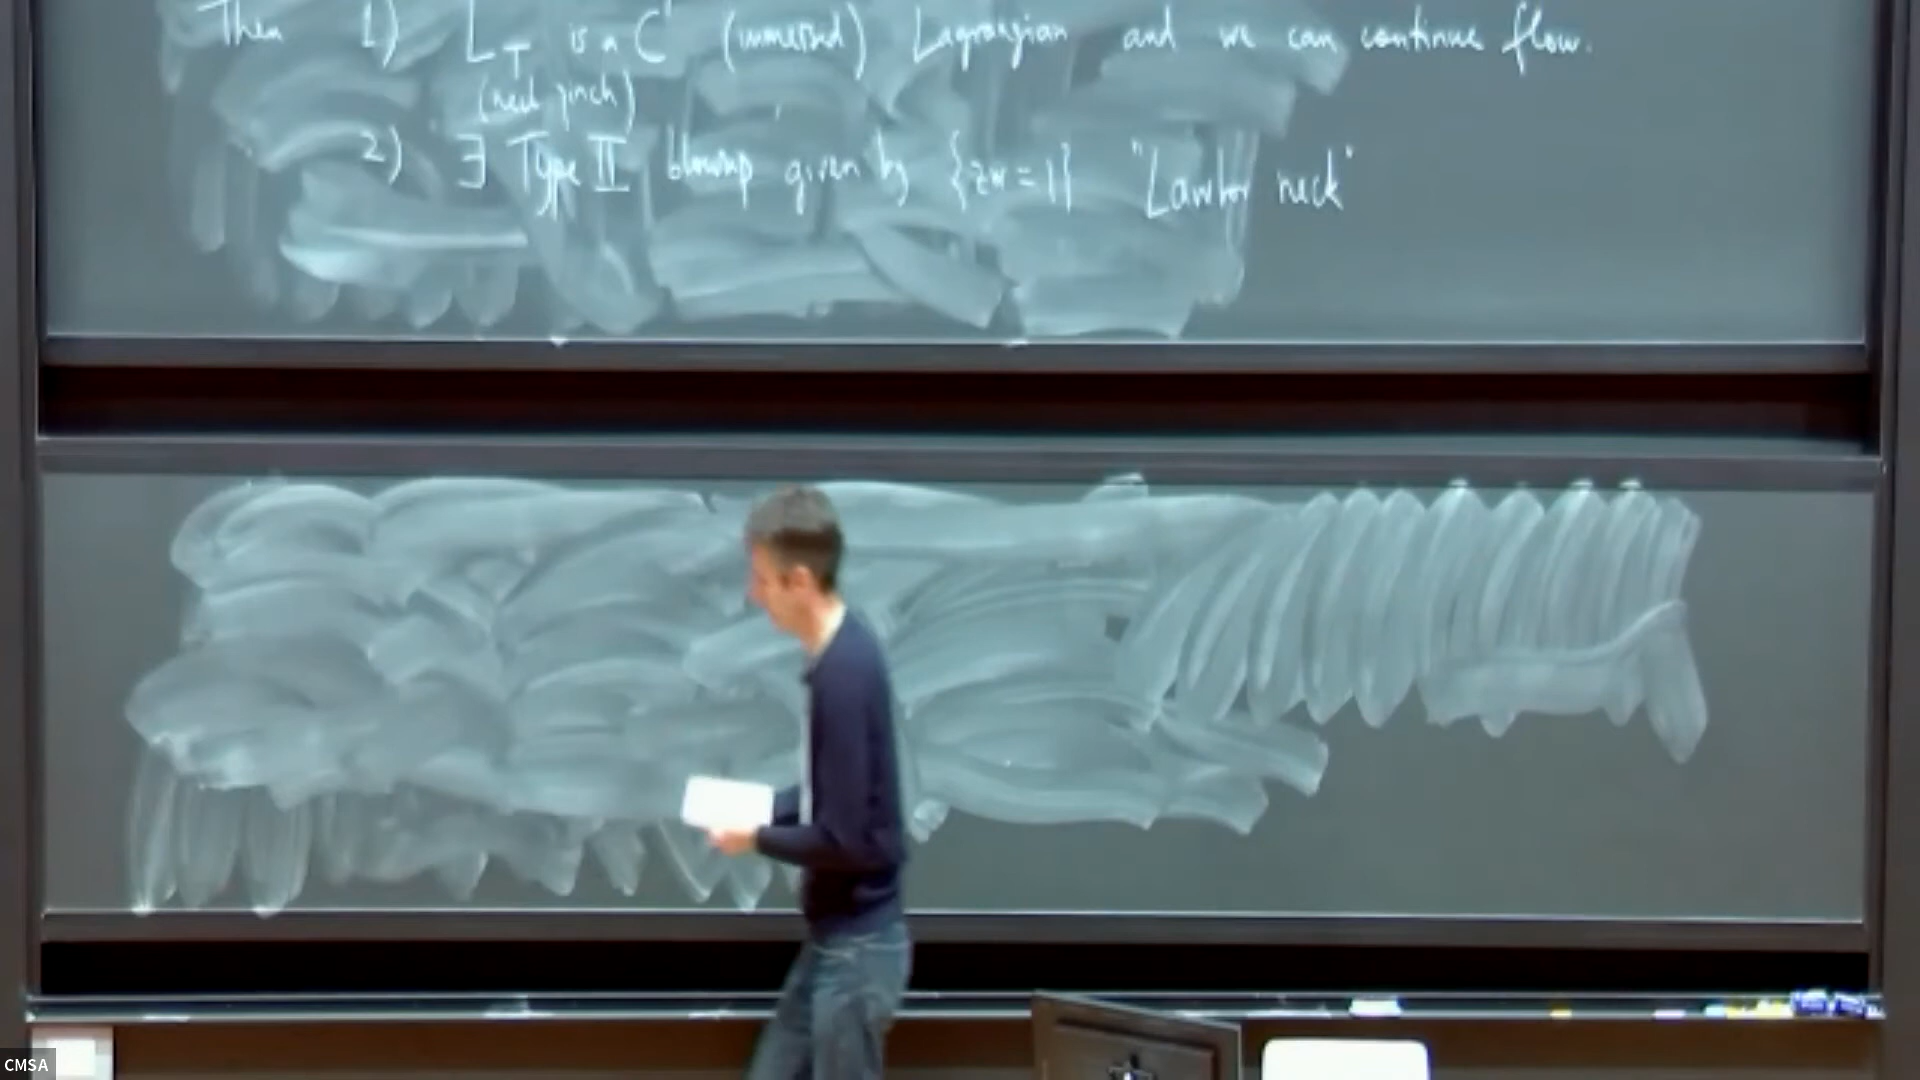 Then 1) L_T is a C^1 (immersed) Lagrangian and we can continue flow.
(neck pinch)
2) ∃ Type II blowup given by {zw=1} "Lawlor neck"
CMSA